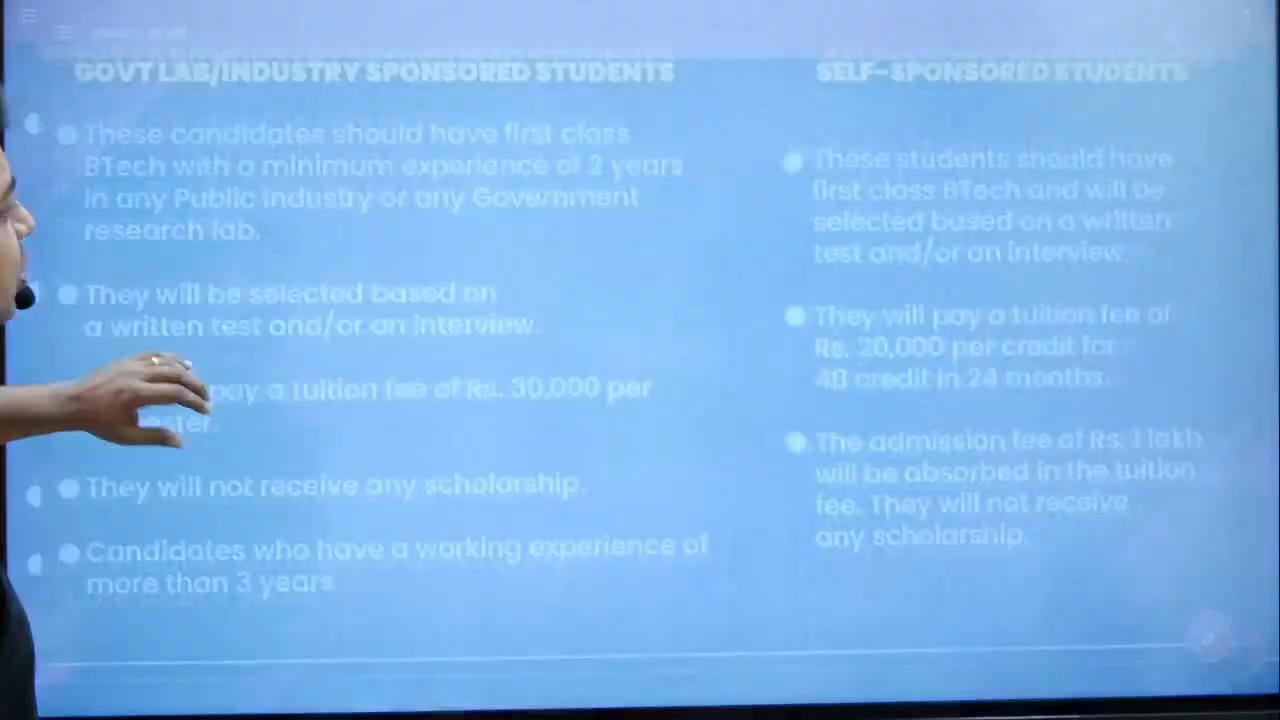 GOVT LAB/INDUSTRY SPONSORED STUDENTS
These candidates should have first class
BTech with a minimum experience of 2 years
in any Public Industry or any Government
research lab.
They will be selected based on
a written test and/or an interview.
pay a tuition fee of Rs. 30,000 per
They will not receive any scholarship.
Candidates who have a working experience of
more than 3 years
SELF-SPONSORED STUDENTS
These students should have
first class BTech and will be
selected based on a written
test and/or an interview.
They will pay a tuition fee of
Rs. 20,000 per credit for
48 credit in 24 months.
The admission fee of Rs. 1 lakh
will be absorbed in the tuition
fee. They will not receive
any scholarship